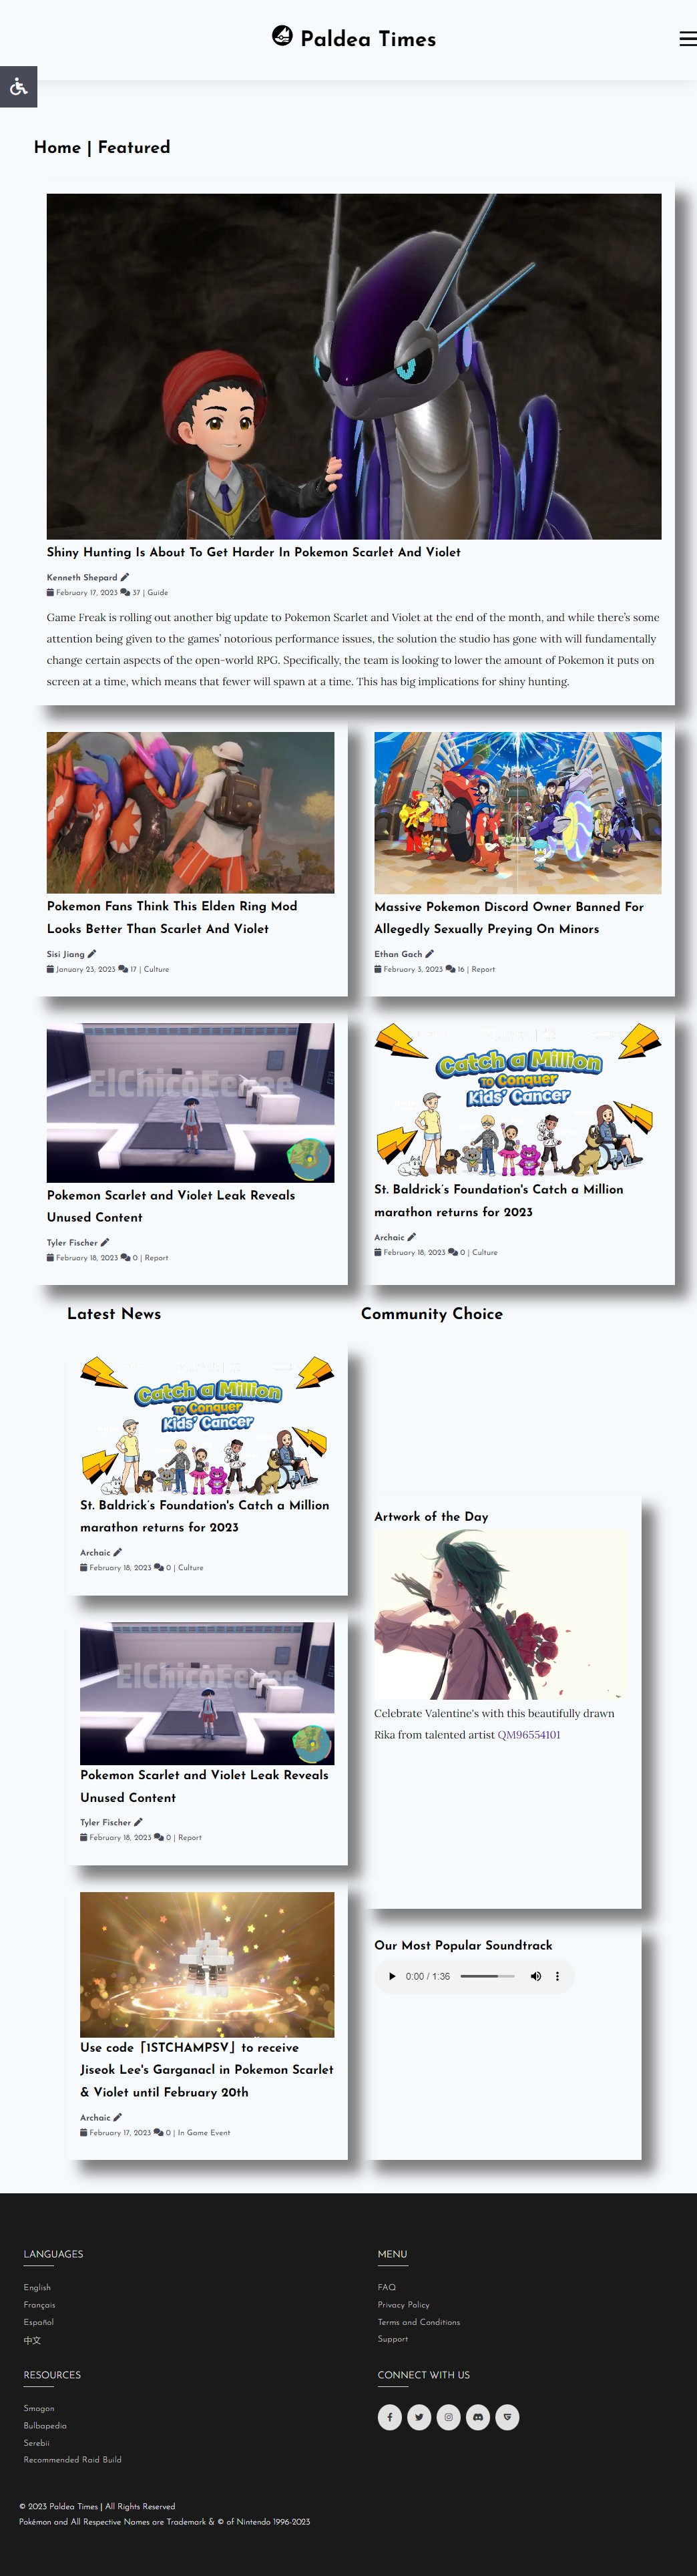 Paldea Times
Home | Featured
Shiny Hunting Is About To Get Harder In Pokemon Scarlet And Violet
Kenneth Shepard
February 17, 2023 37 | Guide
Game Freak is rolling out another big update to Pokemon Scarlet and Violet at the end of the month, and while there's some
attention being given to the games' notorious performance issues, the solution the studio has gone with will fundamentally
change certain aspects of the open-world RPG. Specifically, the team is looking to lower the amount of Pokemon it puts on
screen at a time, which means that fewer will spawn at a time. This has big implications for shiny hunting.
Pokemon Fans Think This Elden Ring Mod
Looks Better Than Scarlet And Violet
Sisi Jiang
January 23, 2023 17 | Culture
Massive Pokemon Discord Owner Banned For
Allegedly Sexually Preying On Minors
Ethan Gach
February 3, 2023 16 | Report
Pokemon Scarlet and Violet Leak Reveals
Unused Content
Tyler Fischer
February 18, 2023 0 | Report
Catch a Million
TO Conquer
Kids' Cancer
St. Baldrick's Foundation's Catch a Million
marathon returns for 2023
Archaic
February 18, 2023 0 | Culture
Latest News
Catch a Million
TO Conquer
Kids' Cancer
St. Baldrick's Foundation's Catch a Million
marathon returns for 2023
Archaic
February 18, 2023 0 | Culture
Pokemon Scarlet and Violet Leak Reveals
Unused Content
Tyler Fischer
February 18, 2023 0 | Report
Use code「1STCHAMPSV」to receive
Jiseok Lee's Garganacl in Pokemon Scarlet
& Violet until February 20th
Archaic
February 17, 2023 0 | In Game Event
Community Choice
Artwork of the Day
Celebrate Valentine's with this beautifully drawn
Rika from talented artist QM96554101
Our Most Popular Soundtrack
0:00 / 1:36
LANGUAGES
English
Français
Español
中文
MENU
FAQ
Privacy Policy
Terms and Conditions
Support
RESOURCES
Smogon
Bulbapedia
Serebii
Recommended Raid Build
CONNECT WITH US
© 2023 Paldea Times | All Rights Reserved
Pokémon and All Respective Names are Trademark & © of Nintendo 1996-2023